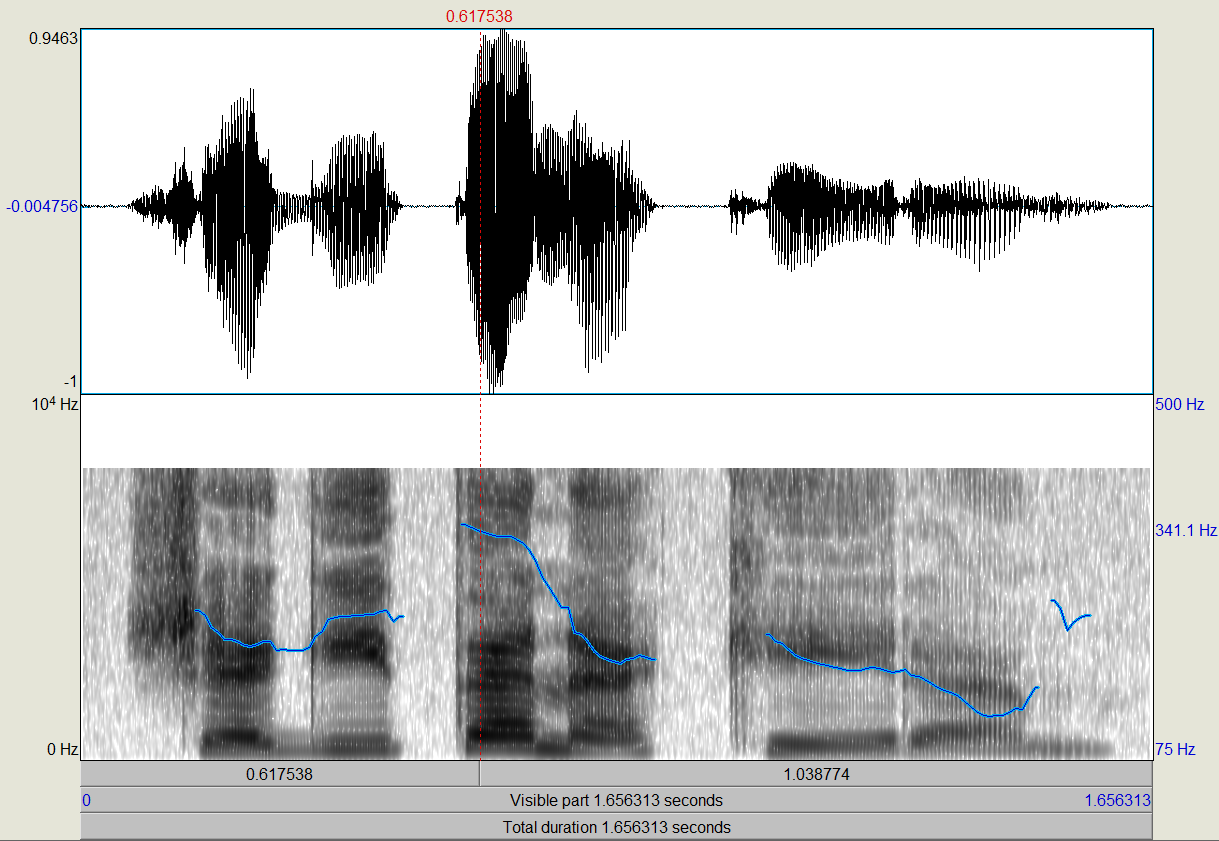 0.617538
0.9463
-0.004756
-1
10⁴ Hz
500 Hz
341.1 Hz
0 Hz
75 Hz
0.617538 1.038774
0 Visible part 1.656313 seconds 1.656313
Total duration 1.656313 seconds